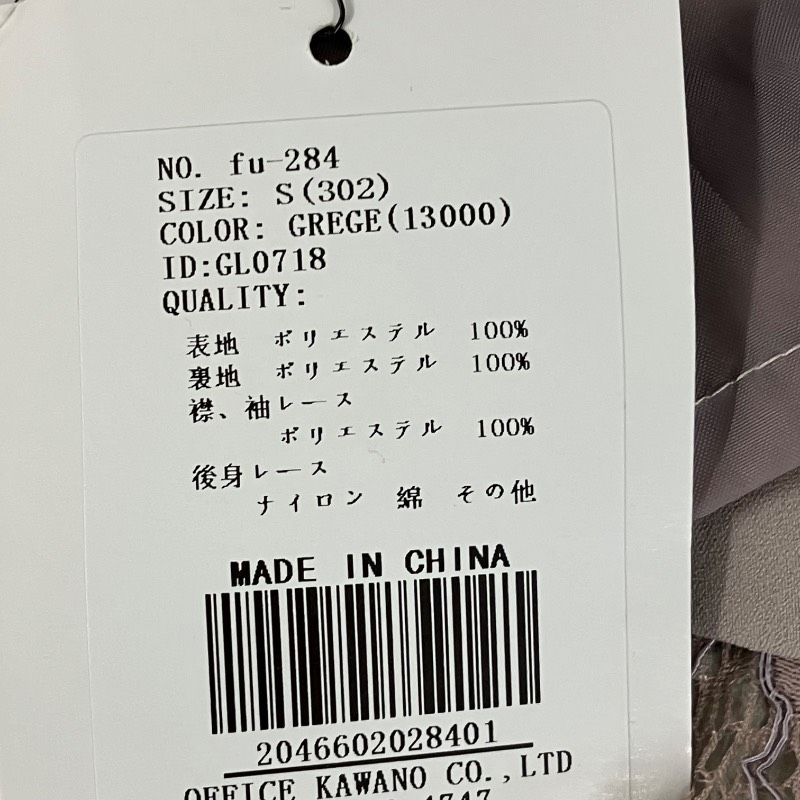 NO. fu-284
SIZE: S(302)
COLOR: GREGE(13000)
ID:GL0718
QUALITY:
表地 ポリエステル 100%
裏地 ポリエステル 100%
襟、袖レース
ポリエステル 100%
後身レース
ナイロン 綿 その他
MADE IN CHINA
2046602028401
OFFICE KAWANO CO.,LTD
4747